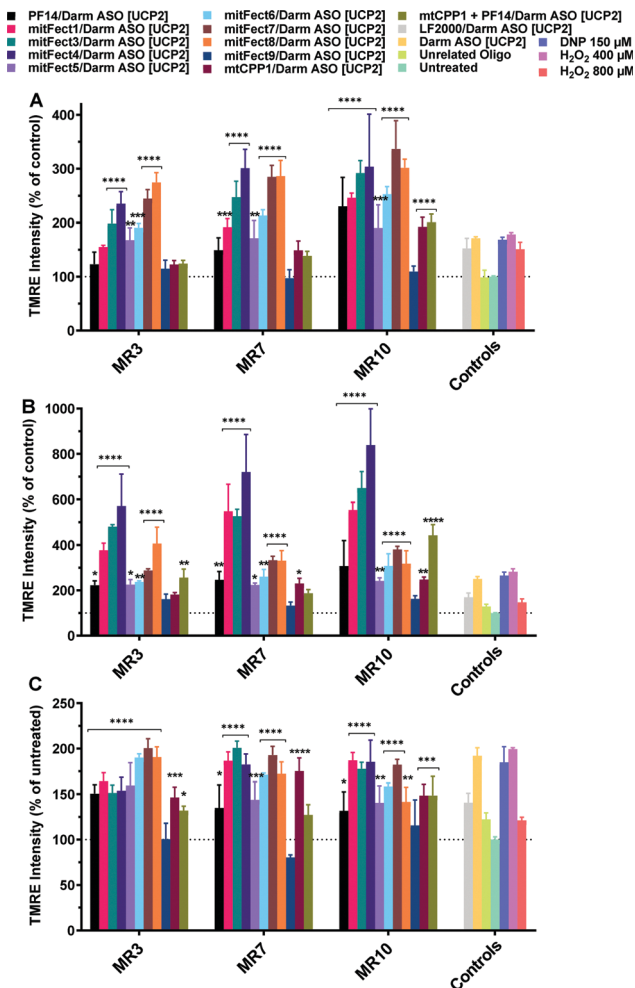 PF14/Darm ASO [UCP2]
mitFect1/Darm ASO [UCP2]
mitFect3/Darm ASO [UCP2]
mitFect4/Darm ASO [UCP2]
mitFect5/Darm ASO [UCP2]
mitFect6/Darm ASO [UCP2]
mitFect7/Darm ASO [UCP2]
mitFect8/Darm ASO [UCP2]
mitFect9/Darm ASO [UCP2]
mtCPP1/Darm ASO [UCP2]
mtCPP1 + PF14/Darm ASO [UCP2]
LF2000/Darm ASO [UCP2]
Darm ASO [UCP2]
Unrelated Oligo
Untreated
DNP 150 µM
H₂O₂ 400 µM
H₂O₂ 800 µM
A
TMRE Intensity (% of control)
400
300
200
100
0
**** **** ** *** ****
*** **** ** ****
**** *** **** ****
MR3 MR7 MR10 Controls
B
TMRE Intensity (% of control)
1000
800
600
400
200
0
* **** * ** **** **
** **** * ** **** *
**** ** **** ** ****
MR3 MR7 MR10 Controls
C
TMRE Intensity (% of untreated)
250
200
150
100
50
0
**** *** *
* **** *** **** ****
* **** ** **** ** ***
MR3 MR7 MR10 Controls